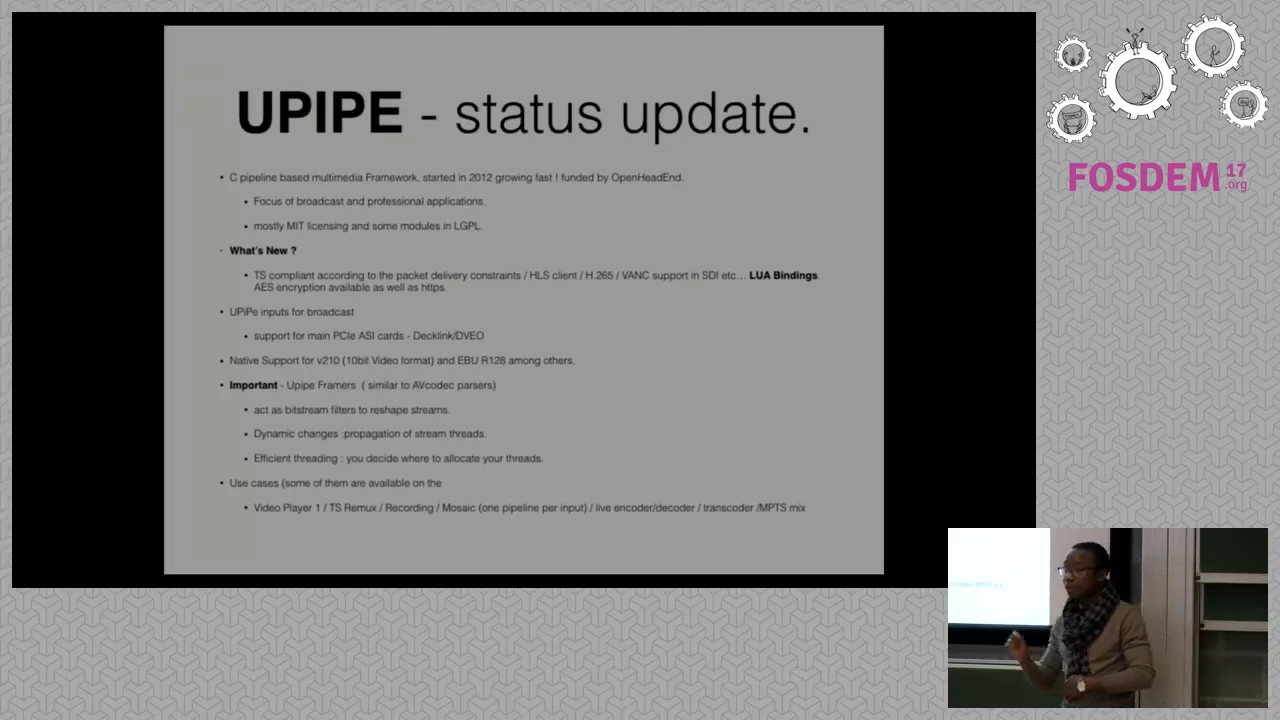 UPIPE - status update.
• C pipeline based multimedia Framework, started in 2012 growing fast ! funded by OpenHeadEnd.
• Focus of broadcast and professional applications.
• mostly MIT licensing and some modules in LGPL.
• What's New ?
• TS compliant according to the packet delivery constraints / HLS client / H.265 / VANC support in SDI etc... LUA Bindings.
AES encryption available as well as https.
• UPiPe inputs for broadcast
• support for main PCIe ASI cards - Decklink/DVEO
• Native Support for v210 (10bit Video format) and EBU R128 among others.
• Important - Upipe Framers ( similar to AVcodec parsers)
• act as bitstream filters to reshape streams.
• Dynamic changes :propagation of stream threads.
• Efficient threading : you decide where to allocate your threads.
• Use cases (some of them are available on the
• Video Player 1 / TS Remux / Recording / Mosaic (one pipeline per input) / live encoder/decoder / transcoder /MPTS mix
FOSDEM 17
.org